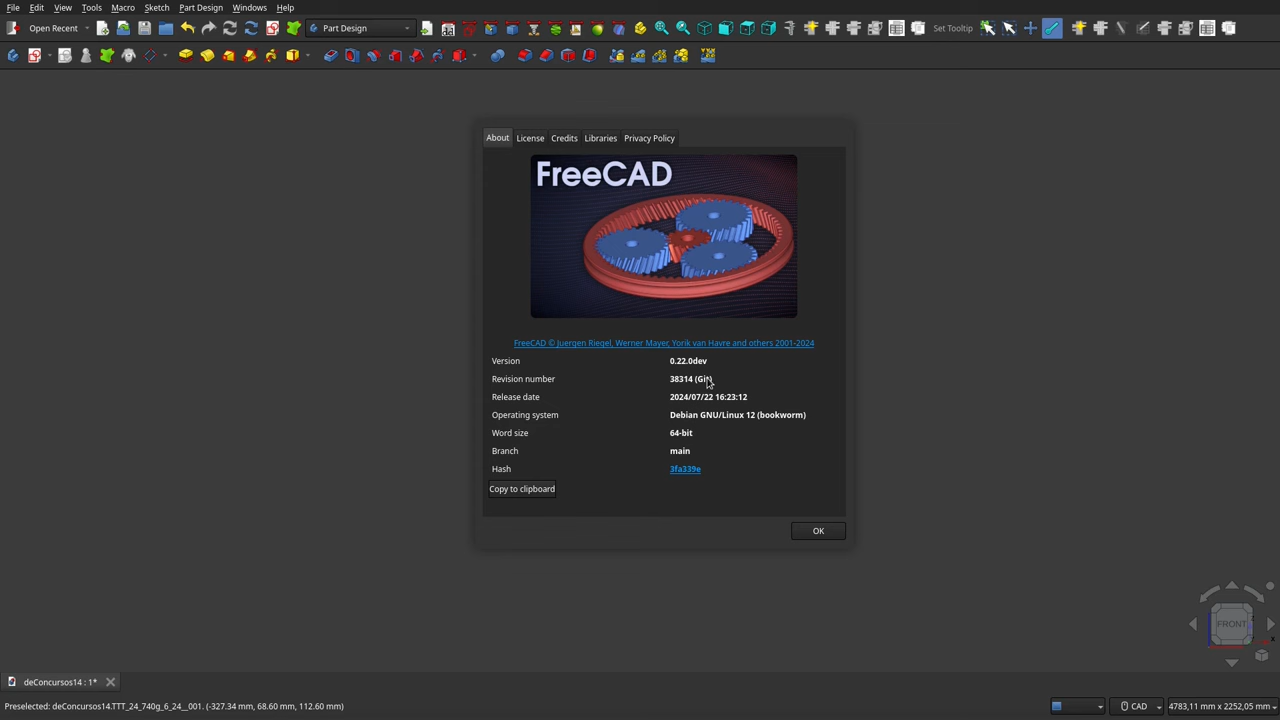 File Edit View Tools Macro Sketch Part Design Windows Help
Open Recent Part Design Set Tooltip
About License Credits Libraries Privacy Policy
FreeCAD
FreeCAD © Juergen Riegel, Werner Mayer, Yorik van Havre and others 2001-2024
Version 0.22.0dev
Revision number 38314 (Git)
Release date 2024/07/22 16:23:12
Operating system Debian GNU/Linux 12 (bookworm)
Word size 64-bit
Branch main
Hash 3fa339e
Copy to clipboard
OK
FRONT
deConcursos14 : 1*
Preselected: deConcursos14.TTT_24_740g_6_24__001. (-327.34 mm, 68.60 mm, 112.60 mm) CAD 4783,11 mm x 2252,05 mm